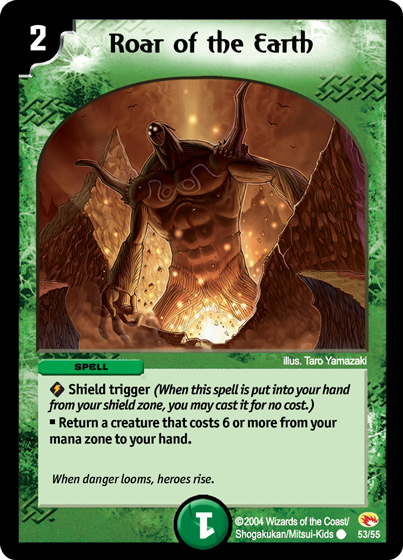 2
Roar of the Earth
illus. Taro Yamazaki
SPELL
Shield trigger (When this spell is put into your hand
from your shield zone, you may cast it for no cost.)
▪ Return a creature that costs 6 or more from your
mana zone to your hand.
When danger looms, heroes rise.
1
©2004 Wizards of the Coast/
Shogakukan/Mitsui-Kids
53/55